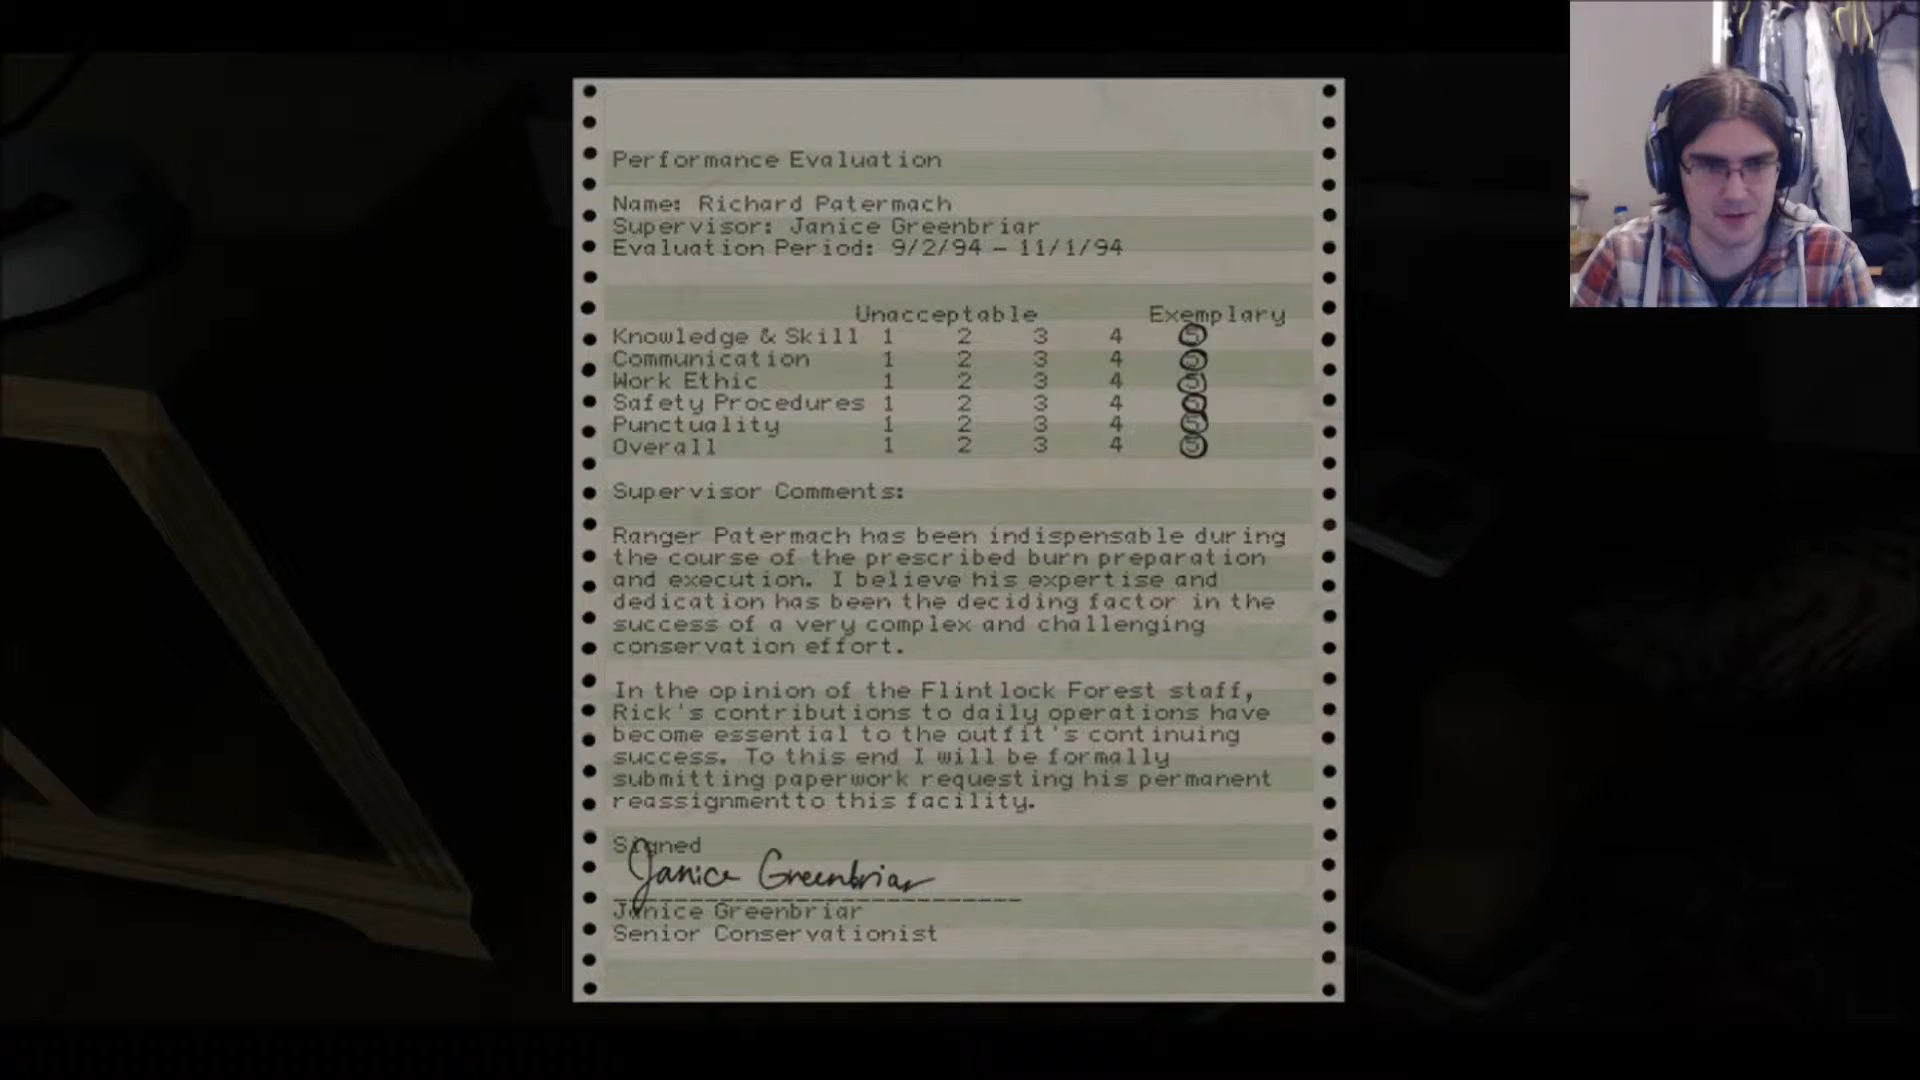 Performance Evaluation
Name: Richard Patermach
Supervisor: Janice Greenbriar
Evaluation Period: 9/2/94 - 11/1/94
Unacceptable Exemplary
Knowledge & Skill 1 2 3 4 5
Communication 1 2 3 4 5
Work Ethic 1 2 3 4 5
Safety Procedures 1 2 3 4 5
Punctuality 1 2 3 4 5
Overall 1 2 3 4 5
Supervisor Comments:
Ranger Patermach has been indispensable during
the course of the prescribed burn preparation
and execution. I believe his expertise and
dedication has been the deciding factor in the
success of a very complex and challenging
conservation effort.
In the opinion of the Flintlock Forest staff,
Rick's contributions to daily operations have
become essential to the outfit's continuing
success. To this end I will be formally
submitting paperwork requesting his permanent
reassignmentto this facility.
Signed
Janice Greenbriar
Janice Greenbriar
Senior Conservationist